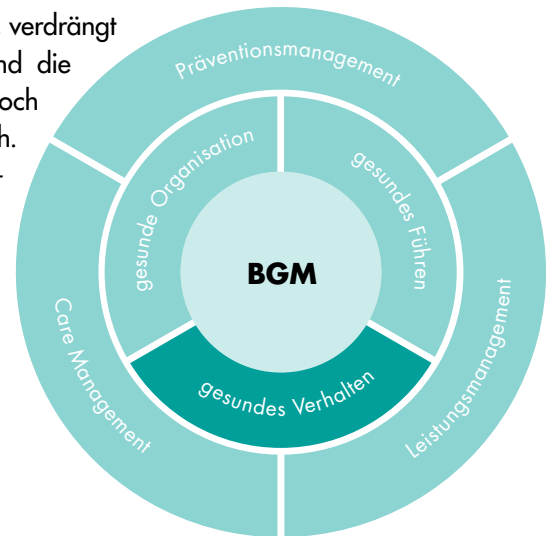 verdrängt
nd die
och
h.
-
Präventionsmanagement
gesunde Organisation
gesundes Führen
BGM
gesundes Verhalten
Care Management
Leistungsmanagement